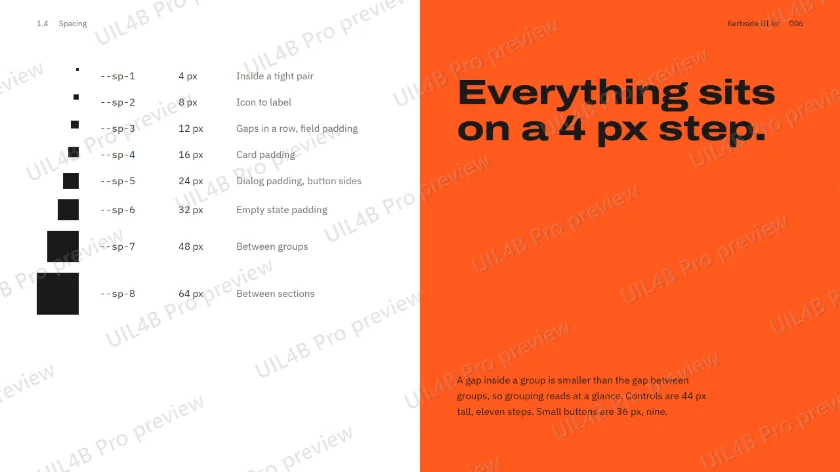 1.4 Spacing
Kerbside UI kit 006
--sp-1 4 px Inside a tight pair
--sp-2 8 px Icon to label
--sp-3 12 px Gaps in a row, field padding
--sp-4 16 px Card padding
--sp-5 24 px Dialog padding, button sides
--sp-6 32 px Empty state padding
--sp-7 48 px Between groups
--sp-8 64 px Between sections
Everything sits
on a 4 px step.
A gap inside a group is smaller than the gap between
groups, so grouping reads at a glance. Controls are 44 px
tall, eleven steps. Small buttons are 36 px, nine.
UIL4B Pro preview